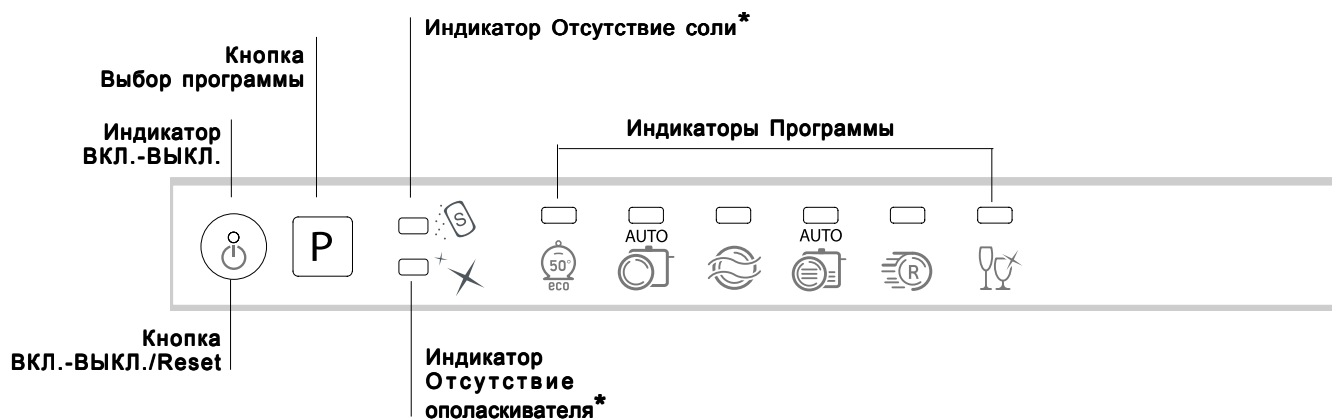 Индикатор Отсутствие соли*
Кнопка
Выбор программы
Индикатор
ВКЛ.-ВЫКЛ.
Индикаторы Программы
P
S
AUTO
AUTO
50°
eco
R
Кнопка
ВКЛ.-ВЫКЛ./Reset
Индикатор
Отсутствие
ополаскивателя*